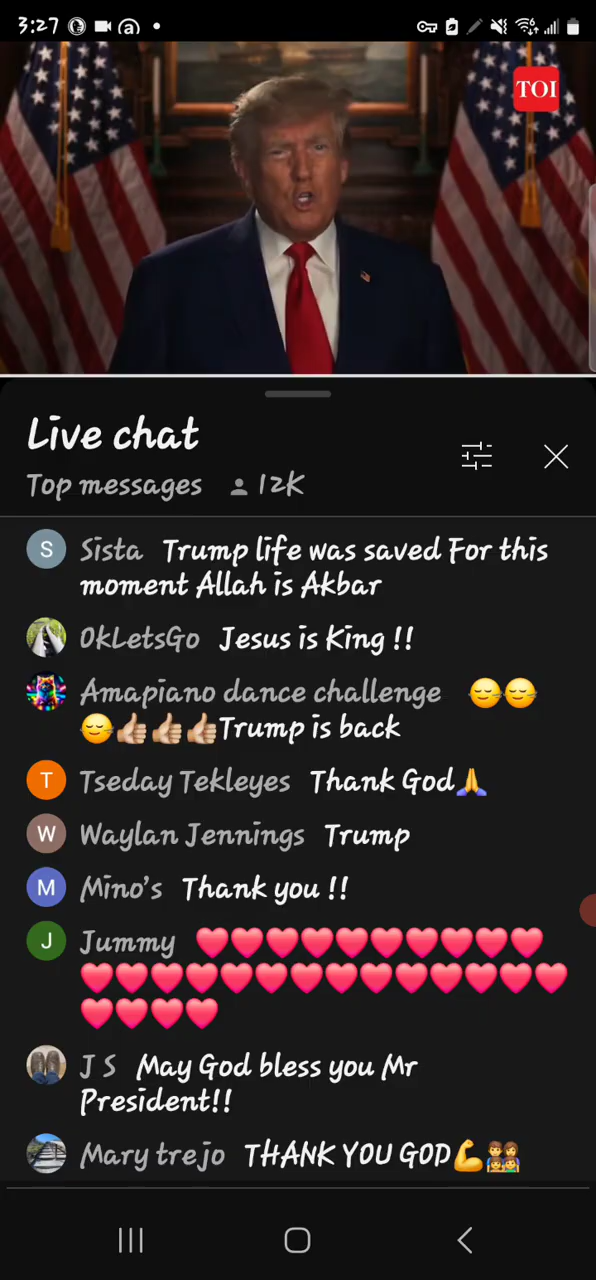 3:27
TOI
Live chat
Top messages 12K
S Sista Trump life was saved For this
moment Allah is Akbar
OkLetsGo Jesus is King !!
Amapiano dance challenge 😌😌
😌👍🏼👍🏼👍🏼Trump is back
T Tseday Tekleyes Thank God🙏
W Waylan Jennings Trump
M Mino's Thank you !!
J Jummy 🩷🩷🩷🩷🩷🩷🩷🩷🩷🩷
🩷🩷🩷🩷🩷🩷🩷🩷🩷🩷🩷🩷🩷🩷
🩷🩷🩷🩷
J S May God bless you Mr
President!!
Mary trejo THANK YOU GOD💪👨‍👩‍👧‍👦